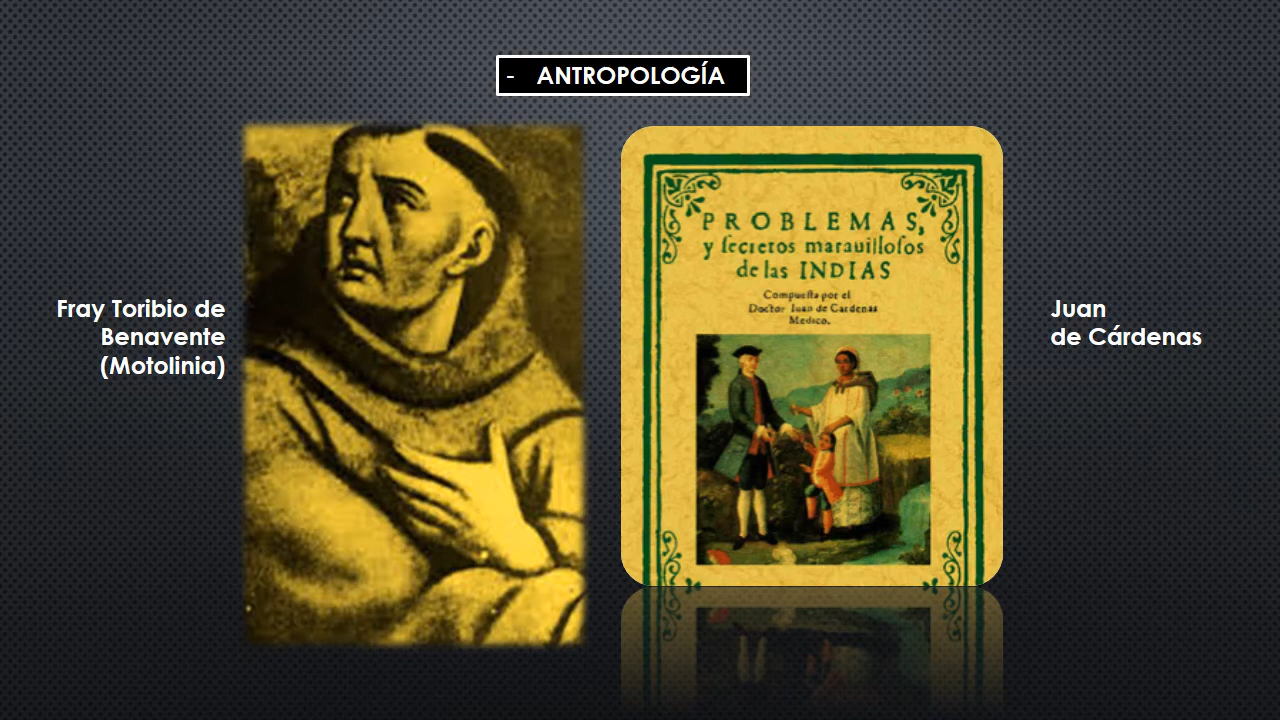 - ANTROPOLOGÍA
Fray Toribio de
Benavente
(Motolinia)
PROBLEMAS,
y ſecretos marauilloſos
de las INDIAS
Compueſta por el
Doctor Iuan de Cardenas
Medico.
Juan
de Cárdenas